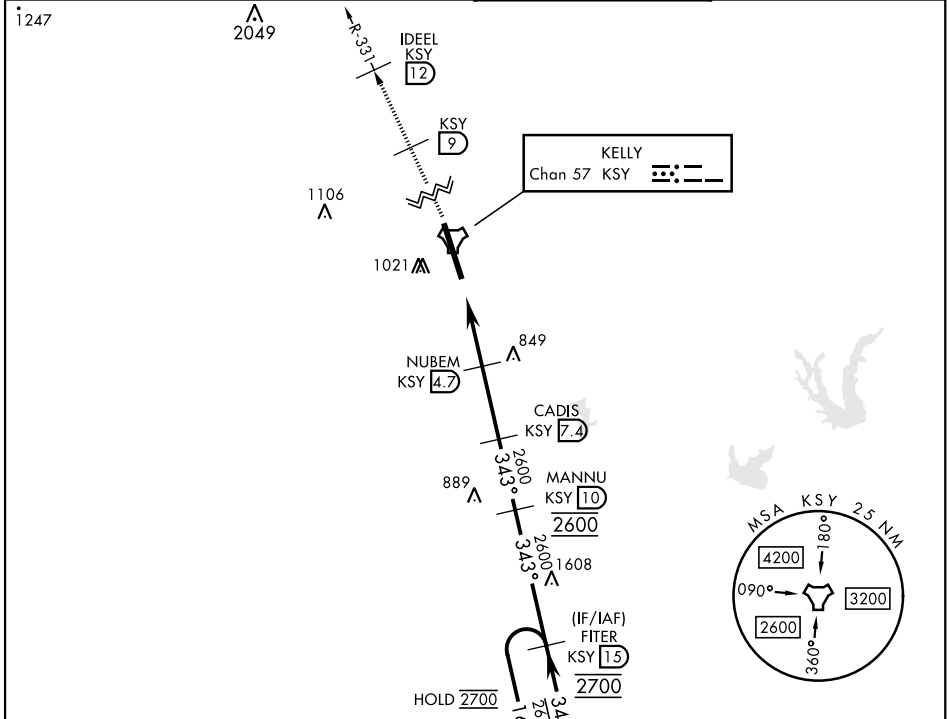 1247
2049
R-331
IDEEL
KSY
12
KSY
9
KELLY
Chan 57 KSY
1106
1021
849
NUBEM
KSY 4.7
CADIS
KSY 7.4
2600
343°
889
MANNU
KSY 10
2600
2600
343°
1608
(IF/IAF)
FITER
KSY 15
2700
HOLD 2700
MSA KSY 25 NM
180°
4200
090°
3200
2600
360°